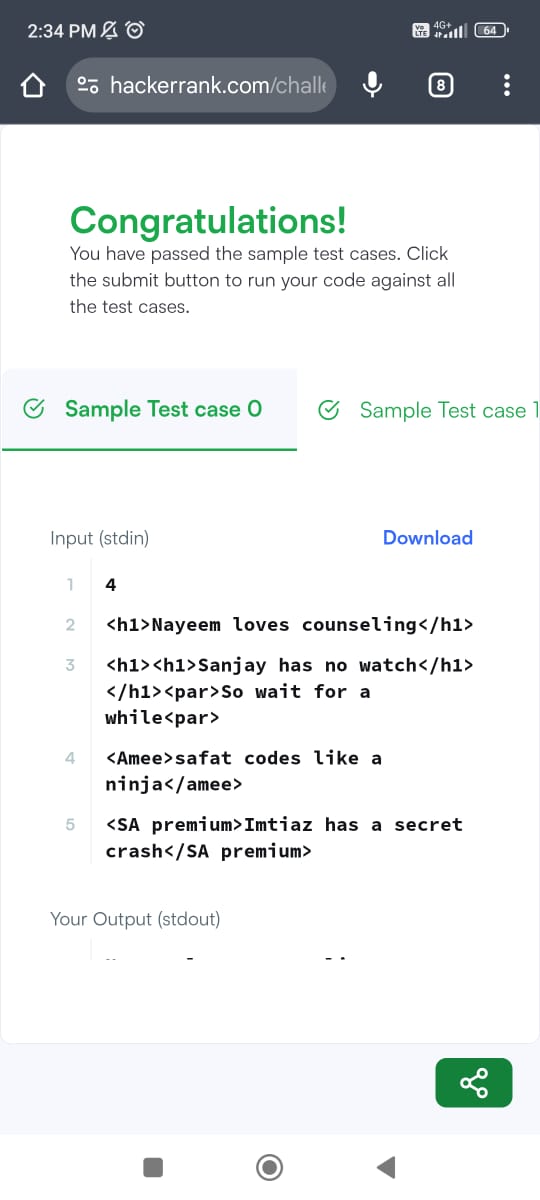 2:34 PM
Vo LTE 4G+ 64
hackerrank.com/challe
8
Congratulations!
You have passed the sample test cases. Click
the submit button to run your code against all
the test cases.
Sample Test case 0
Sample Test case 1
Input (stdin)
Download
1 4
2 <h1>Nayeem loves counseling</h1>
3 <h1><h1>Sanjay has no watch</h1>
</h1><par>So wait for a
while<par>
4 <Amee>safat codes like a
ninja</amee>
5 <SA premium>Imtiaz has a secret
crash</SA premium>
Your Output (stdout)